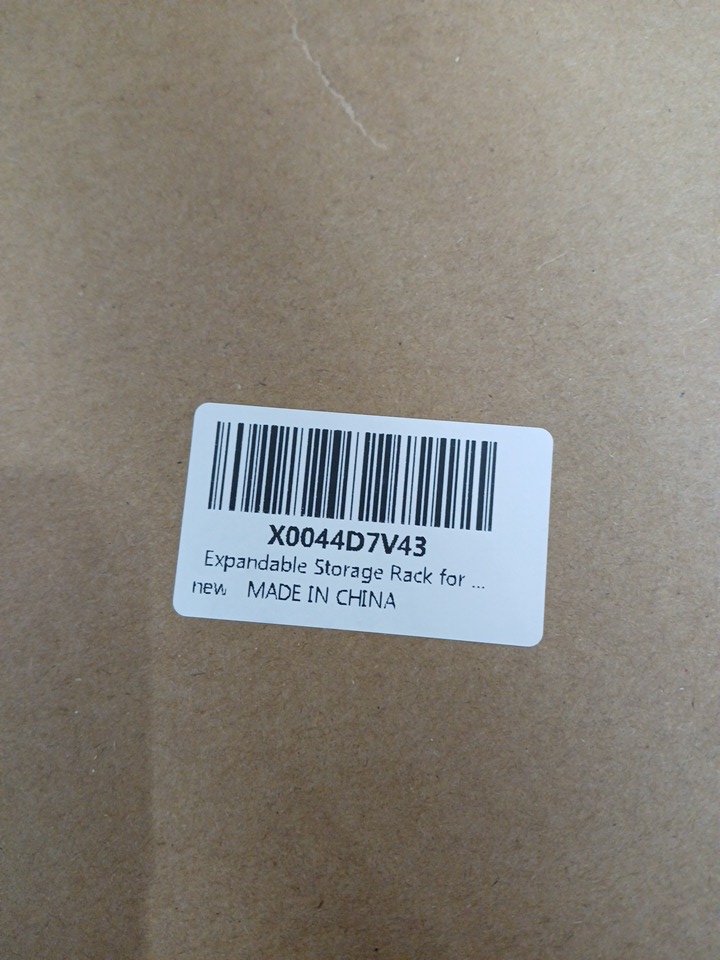 X0044D7V43
Expandable Storage Rack for ...
new MADE IN CHINA